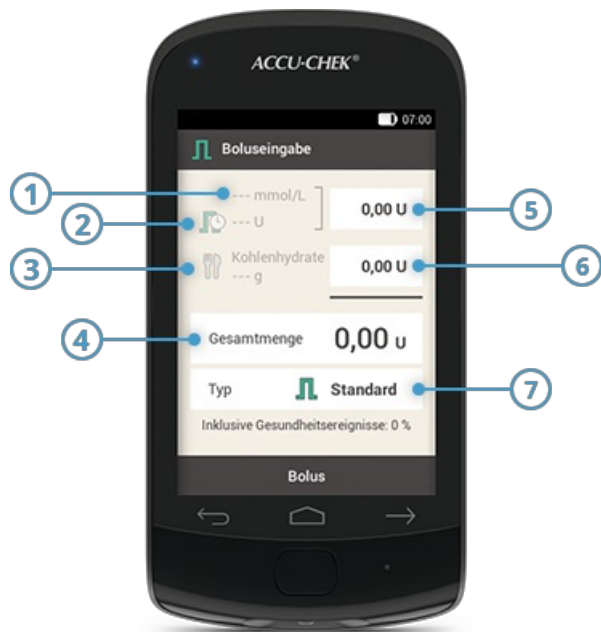 ACCU-CHEK®
07:00
Boluseingabe
1
--- mmol/L
0,00 U
5
2
--- U
3
Kohlenhydrate
--- g
0,00 U
6
4
Gesamtmenge 0,00 U
Typ Standard
7
Inklusive Gesundheitsereignisse: 0 %
Bolus